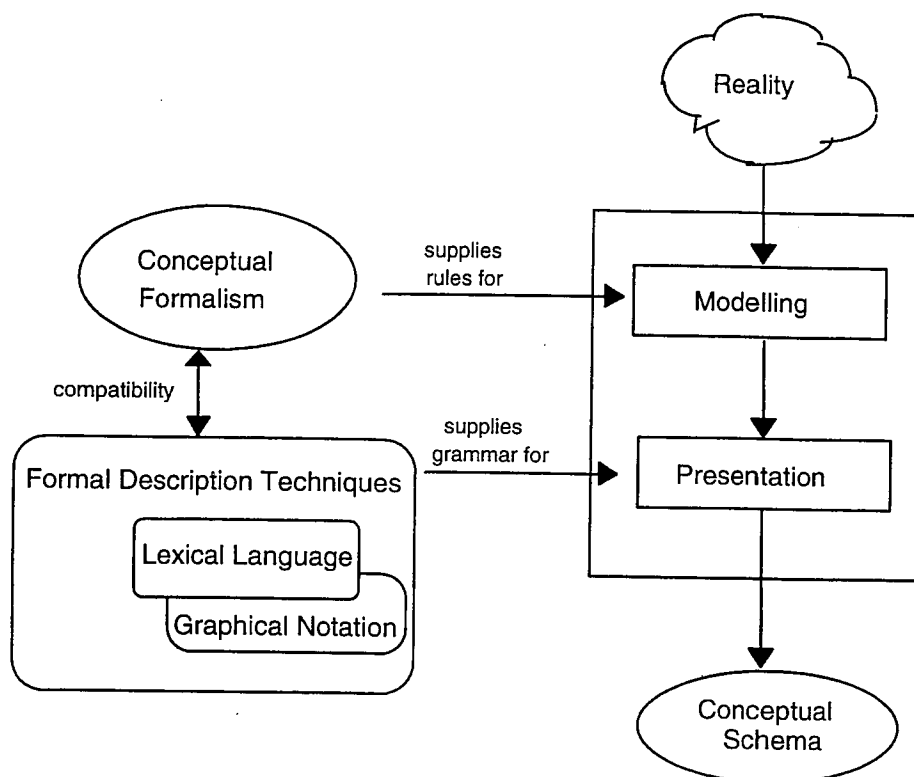 Reality
Conceptual
Formalism
supplies
rules for
Modelling
compatibility
supplies
grammar for
Formal Description Techniques
Presentation
Lexical Language
Graphical Notation
Conceptual
Schema